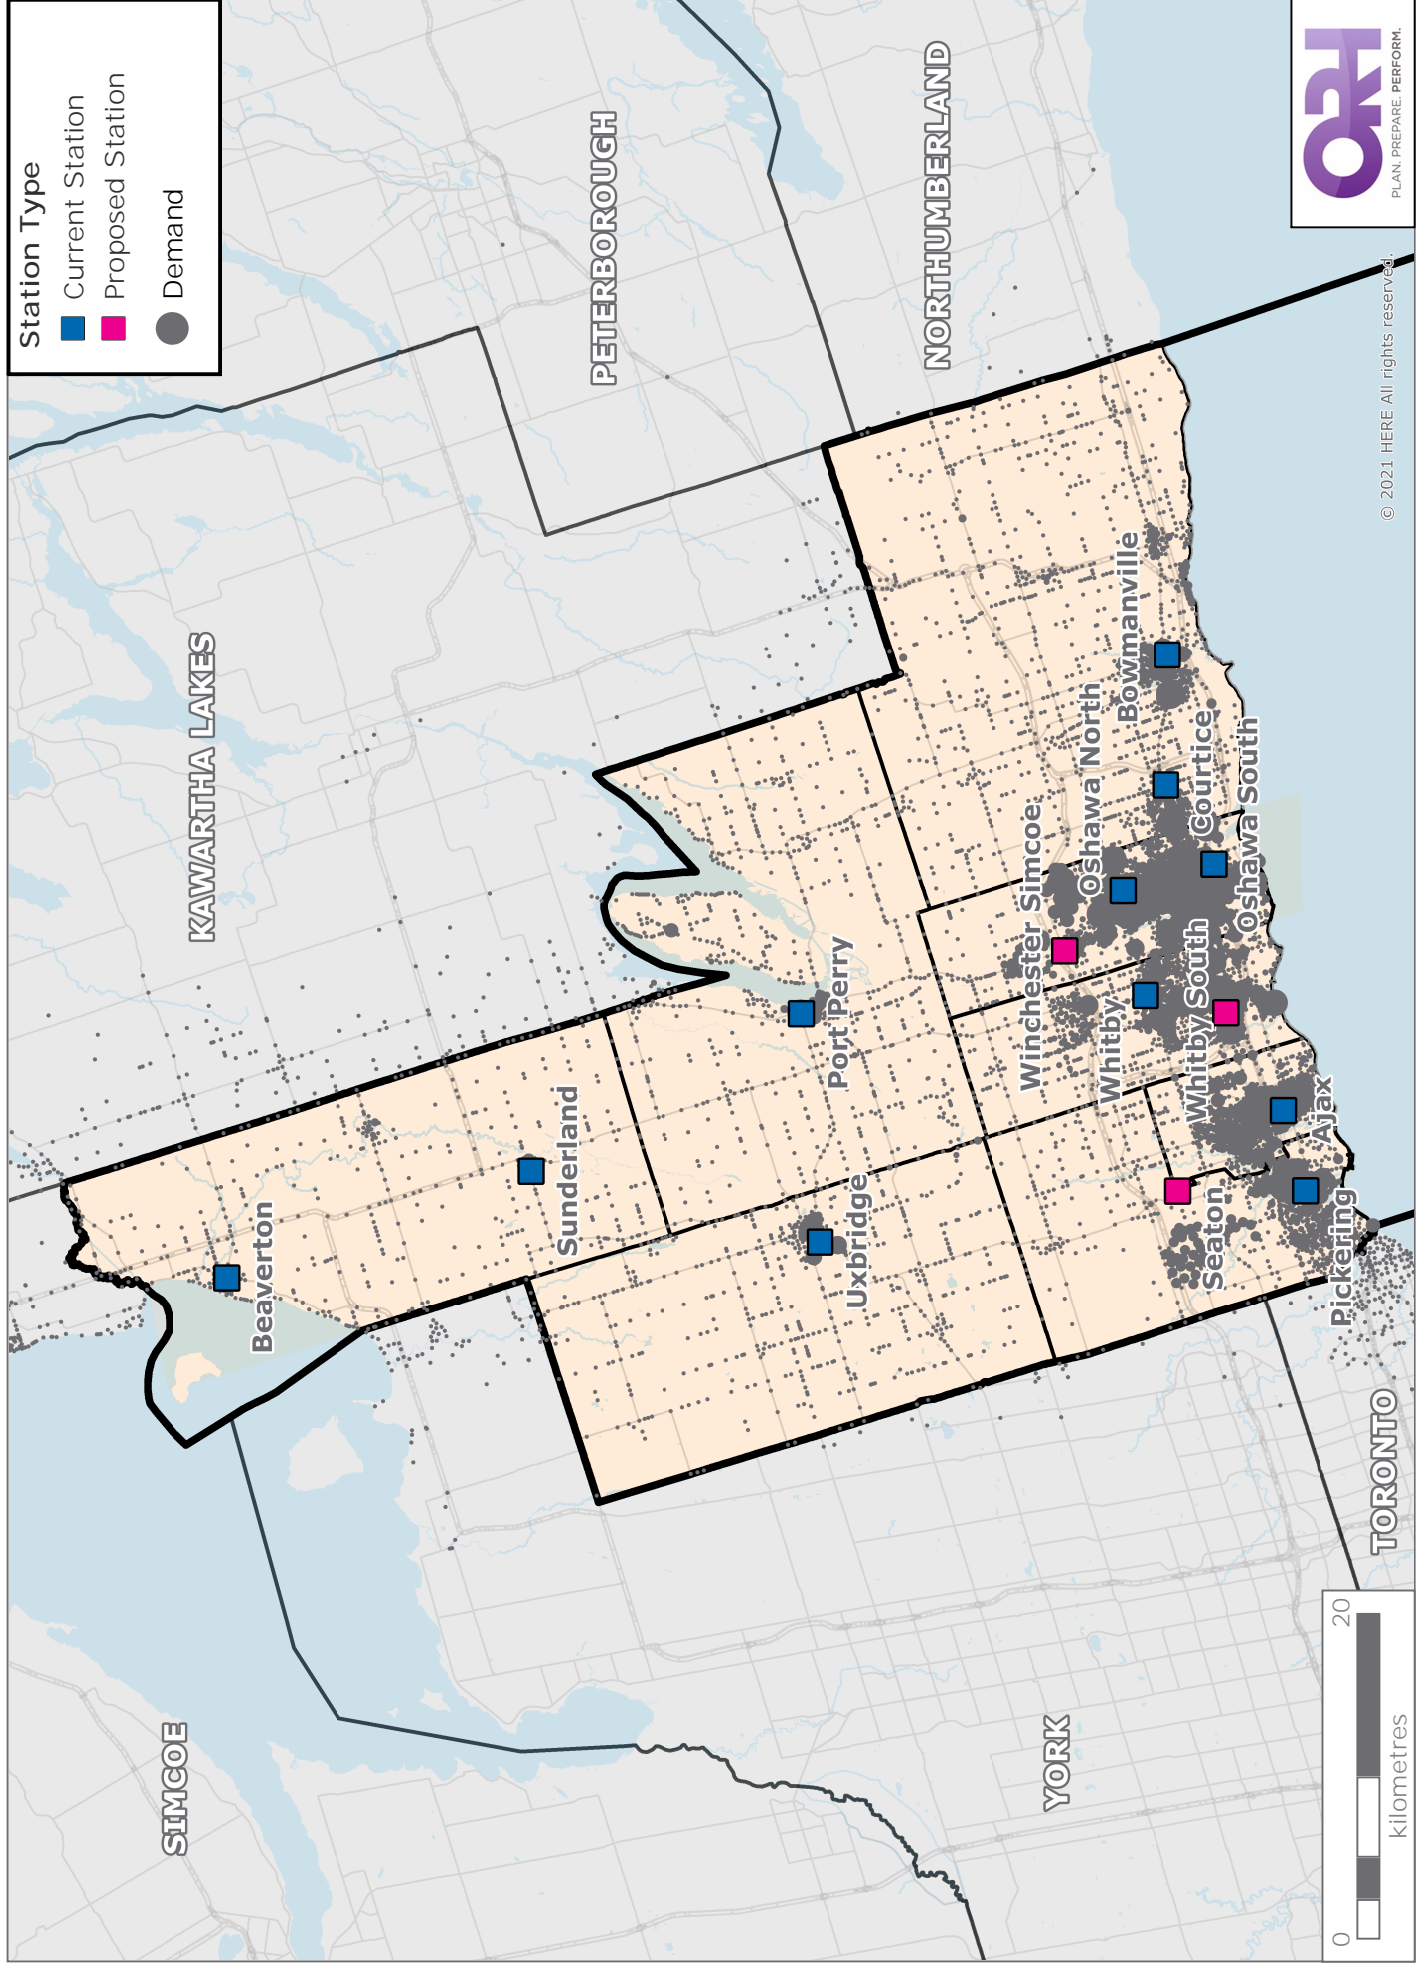 Station Type
Current Station
Proposed Station
Demand
ORH
PLAN. PREPARE. PERFORM.
© 2021 HERE All rights reserved.
SIMCOE
KAWARTHA LAKES
PETERBOROUGH
NORTHUMBERLAND
YORK
TORONTO
Beaverton
Sunderland
Port Perry
Uxbridge
Winchester Simcoe
Oshawa North
Bowmanville
Whitby
Whitby South
Courtice
Oshawa South
Seaton
Ajax
Pickering
0
20
kilometres